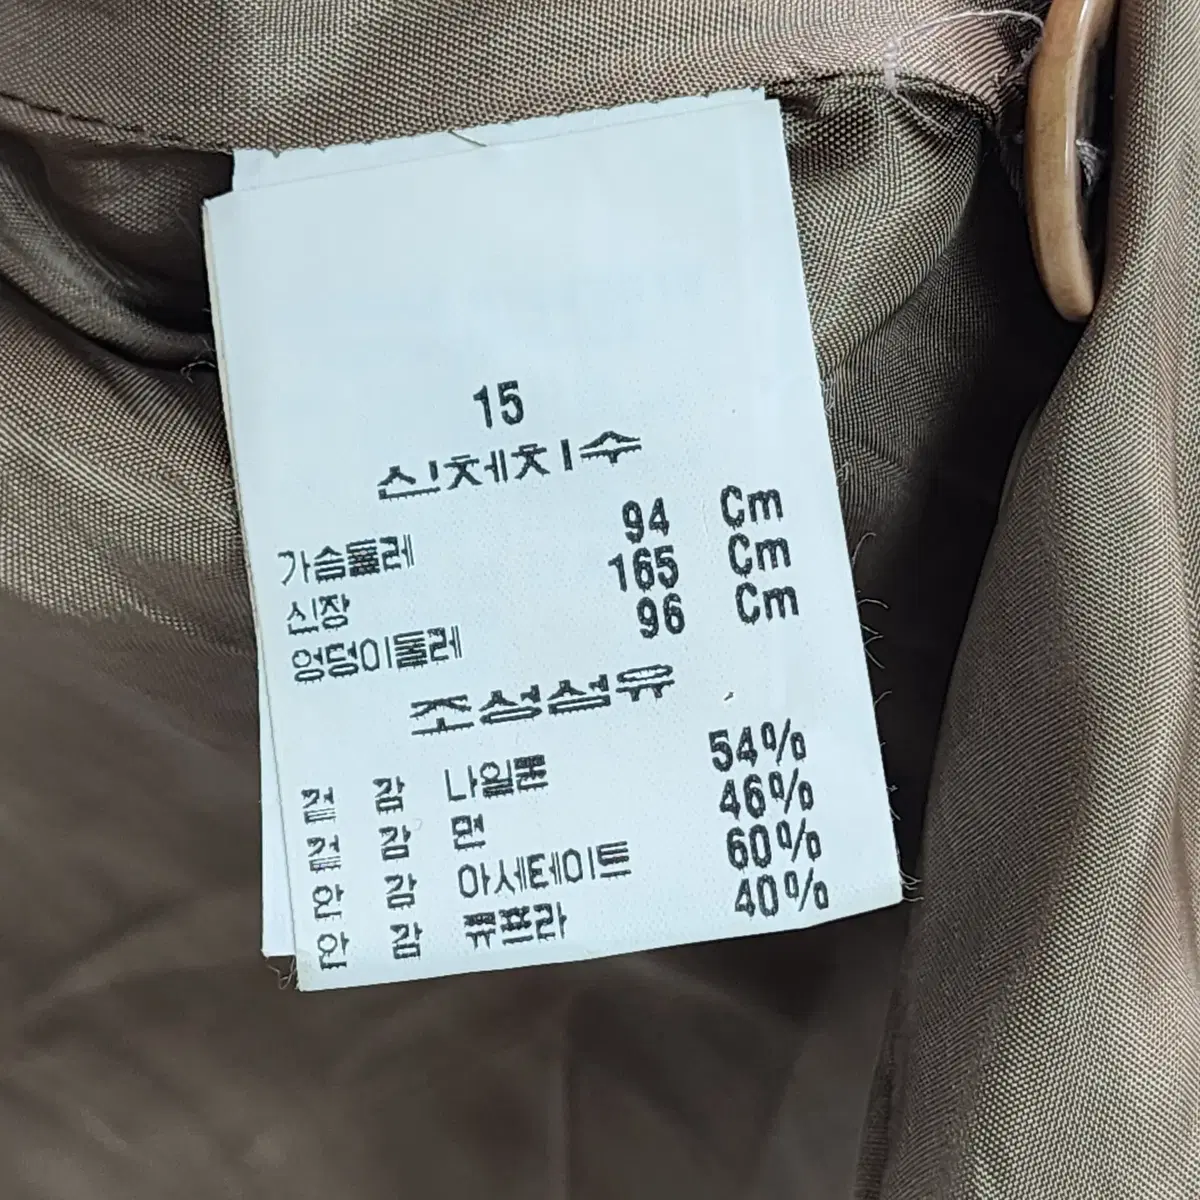 15
신체치수
가슴둘레 94 Cm
신장 165 Cm
엉덩이둘레 96 Cm
조성섬유
겉 감 나일론 54%
겉 감 면 46%
안 감 아세테이트 60%
안 감 큐프라 40%